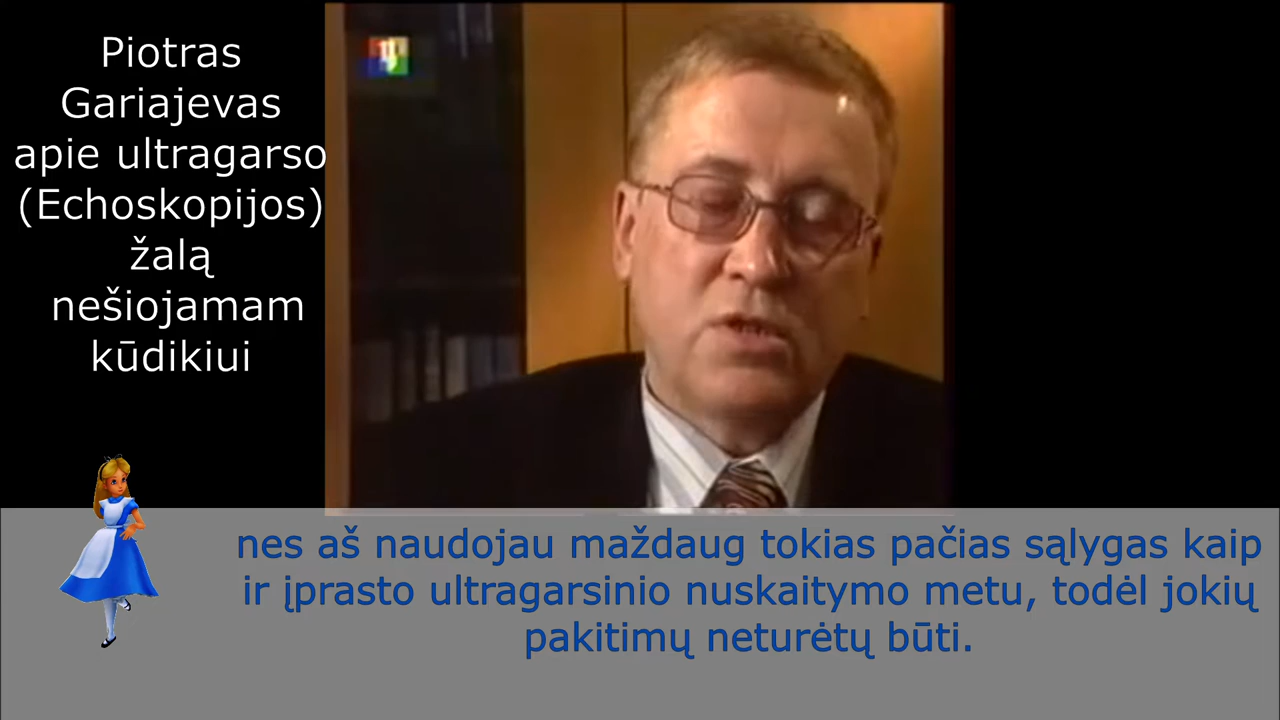 Piotras
Gariajevas
apie ultragarso
(Echoskopijos)
žalą
nešiojamam
kūdikiui
nes aš naudojau maždaug tokias pačias sąlygas kaip
ir įprasto ultragarsinio nuskaitymo metu, todėl jokių
pakitimų neturėtų būti.